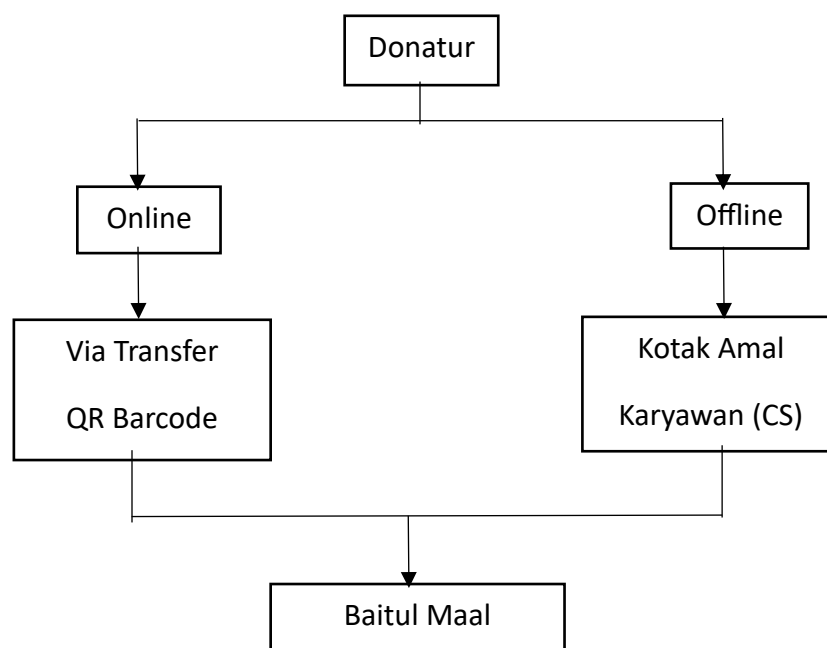 Donatur
Online
Offline
Via Transfer
QR Barcode
Kotak Amal
Karyawan (CS)
Baitul Maal